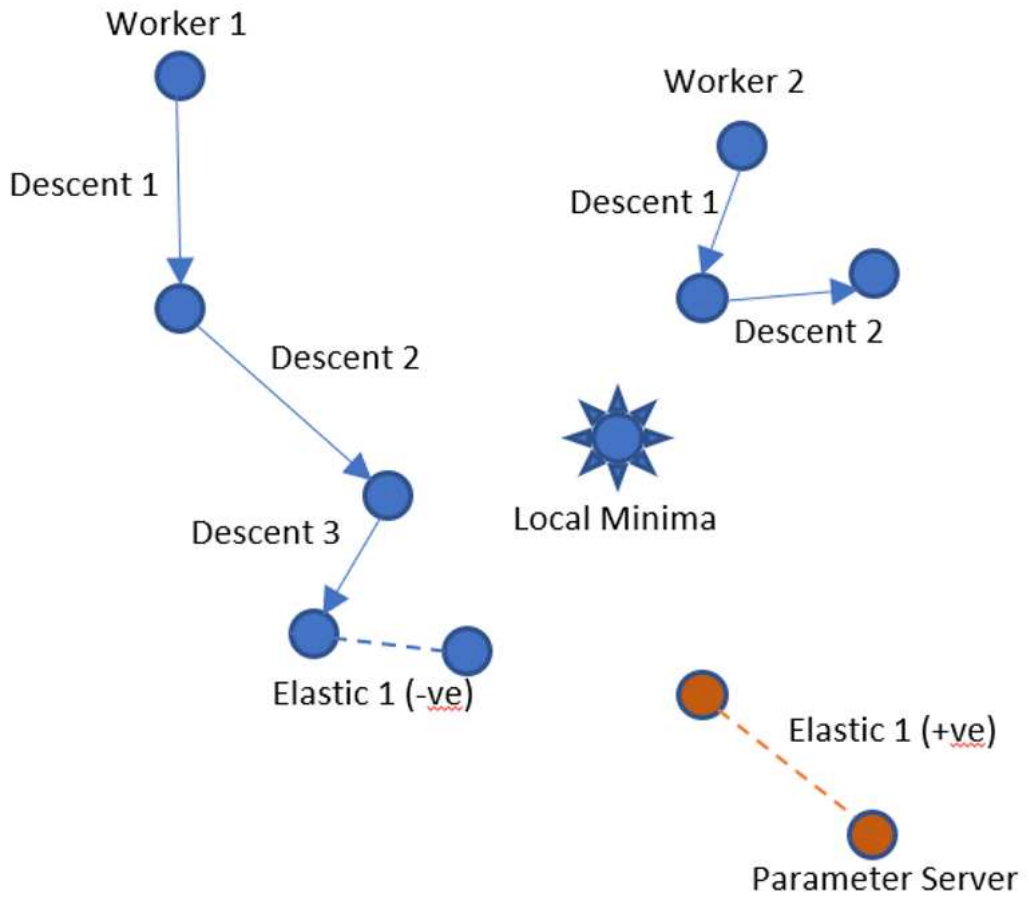 Worker 1
Worker 2
Descent 1
Descent 1
Descent 2
Descent 2
Local Minima
Descent 3
Elastic 1 (-ve)
Elastic 1 (+ve)
Parameter Server